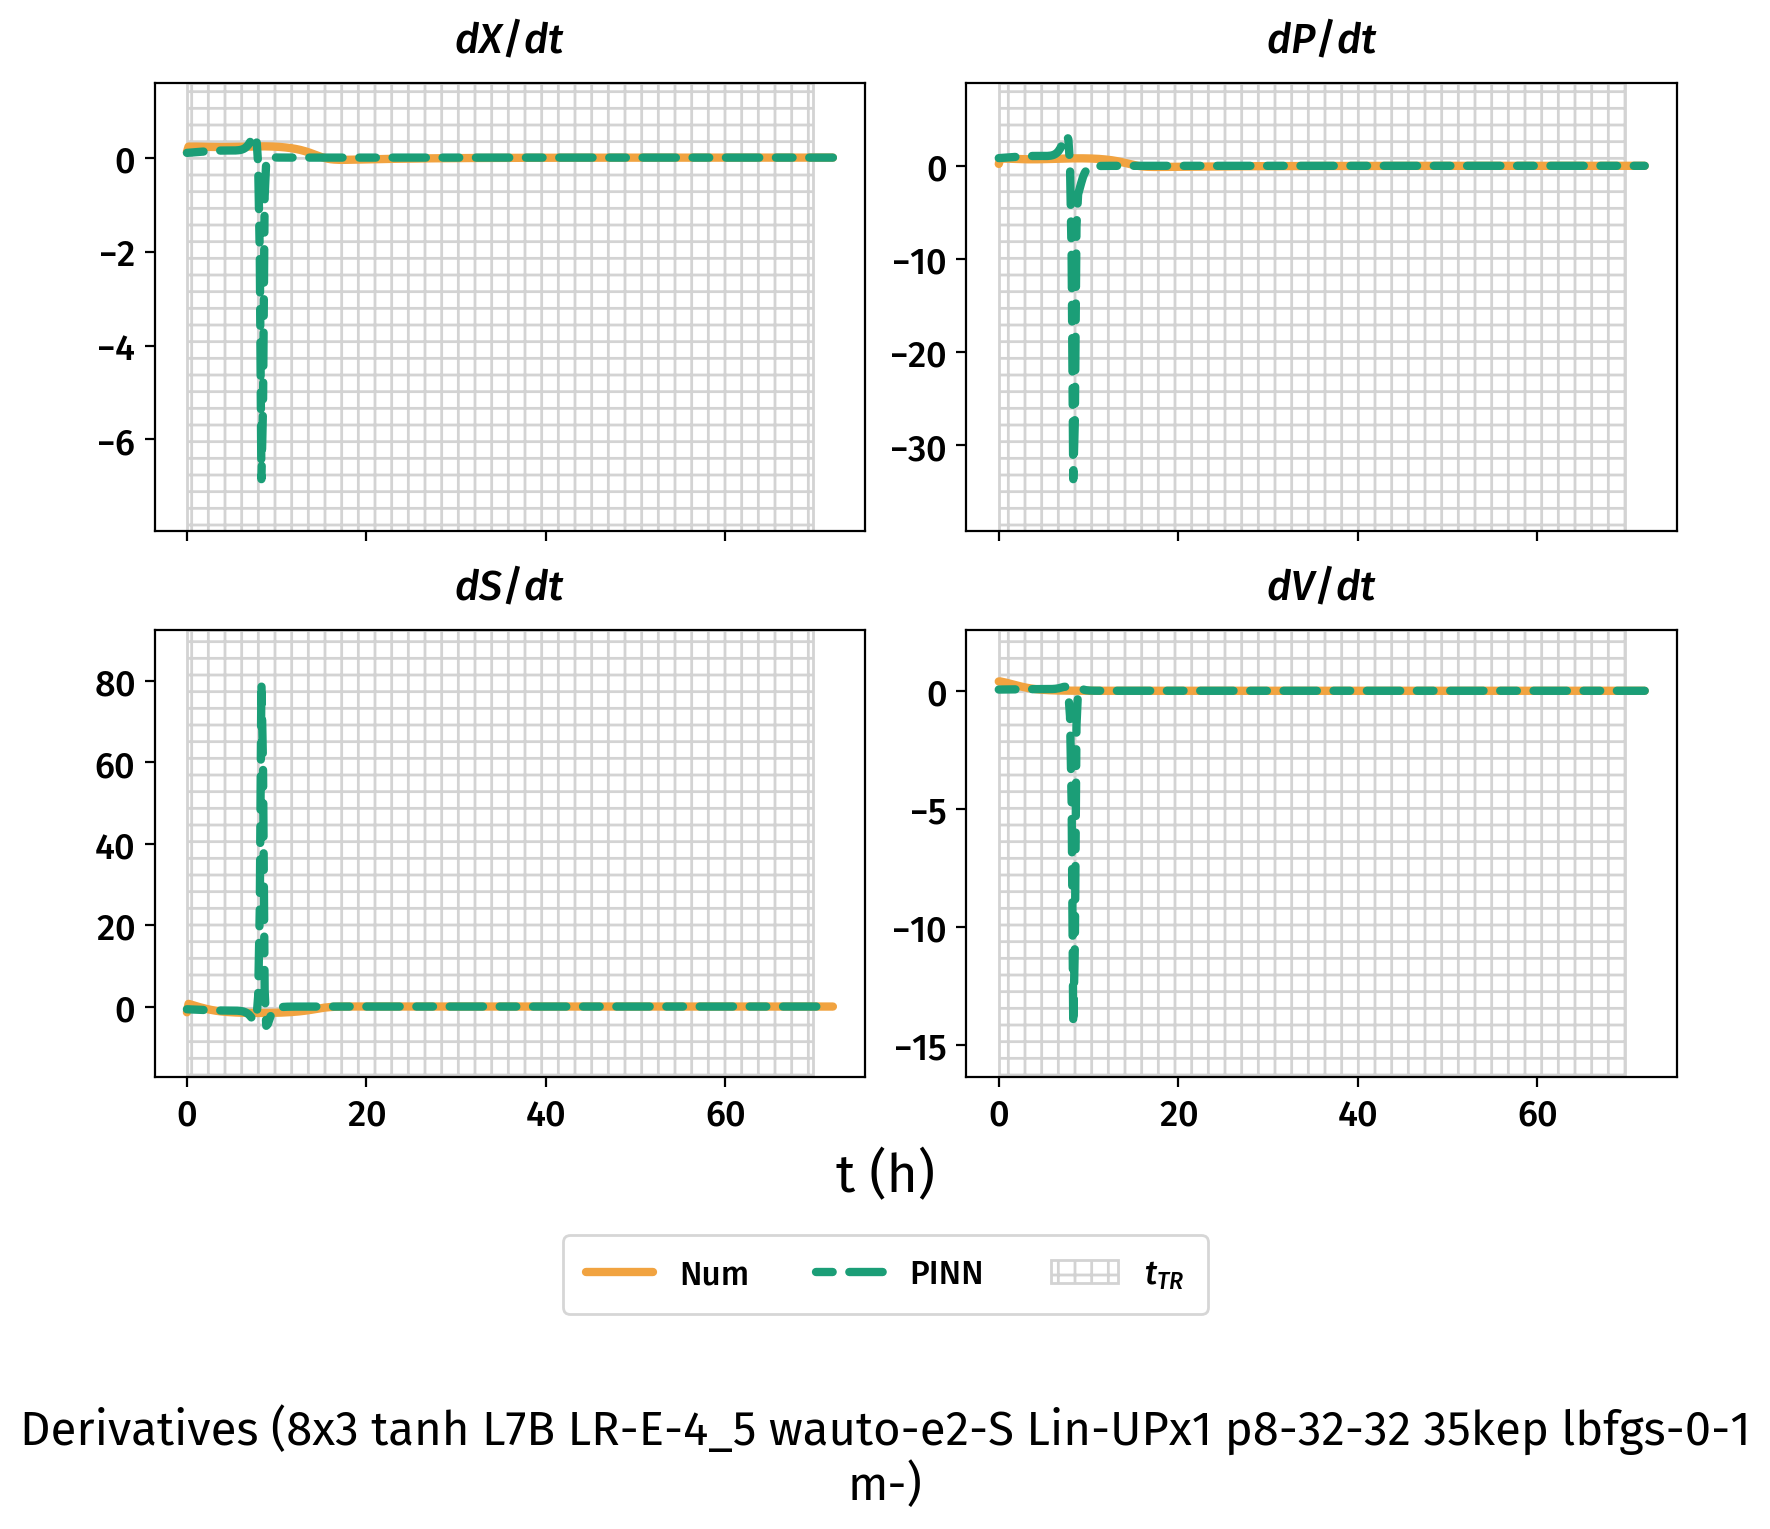 dX/dt
dP/dt
0
−2
−4
−6
0
−10
−20
−30
dS/dt
dV/dt
80
60
40
20
0
0
−5
−10
−15
0 20 40 60
0 20 40 60
t (h)
Num PINN t_TR
Derivatives (8x3 tanh L7B LR-E-4_5 wauto-e2-S Lin-UPx1 p8-32-32 35kep lbfgs-0-1
m-)